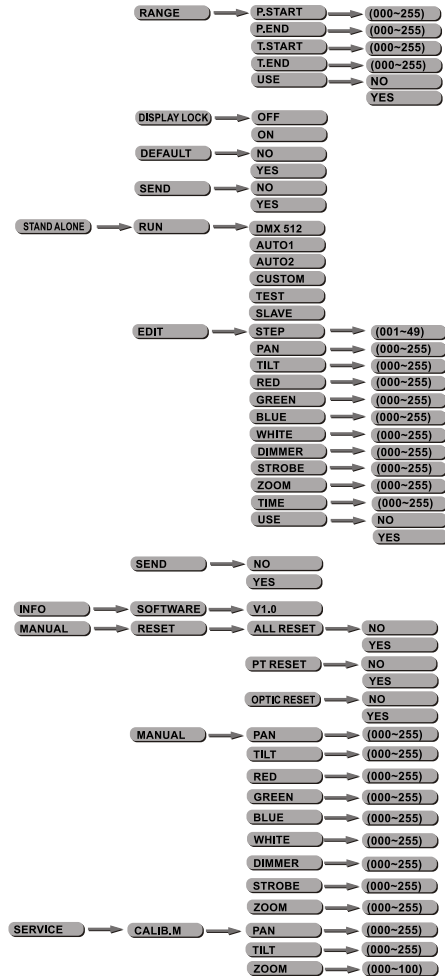 RANGE P.START (000~255)
P.END (000~255)
T.START (000~255)
T.END (000~255)
USE NO
YES
DISPLAY LOCK OFF
ON
DEFAULT NO
YES
SEND NO
YES
STAND ALONE RUN DMX 512
AUTO1
AUTO2
CUSTOM
TEST
SLAVE
EDIT STEP (001~49)
PAN (000~255)
TILT (000~255)
RED (000~255)
GREEN (000~255)
BLUE (000~255)
WHITE (000~255)
DIMMER (000~255)
STROBE (000~255)
ZOOM (000~255)
TIME (000~255)
USE NO
YES
SEND NO
YES
INFO SOFTWARE V1.0
MANUAL RESET ALL RESET NO
YES
PT RESET NO
YES
OPTIC RESET NO
YES
MANUAL PAN (000~255)
TILT (000~255)
RED (000~255)
GREEN (000~255)
BLUE (000~255)
WHITE (000~255)
DIMMER (000~255)
STROBE (000~255)
ZOOM (000~255)
SERVICE CALIB.M PAN (000~255)
TILT (000~255)
ZOOM (000~100)